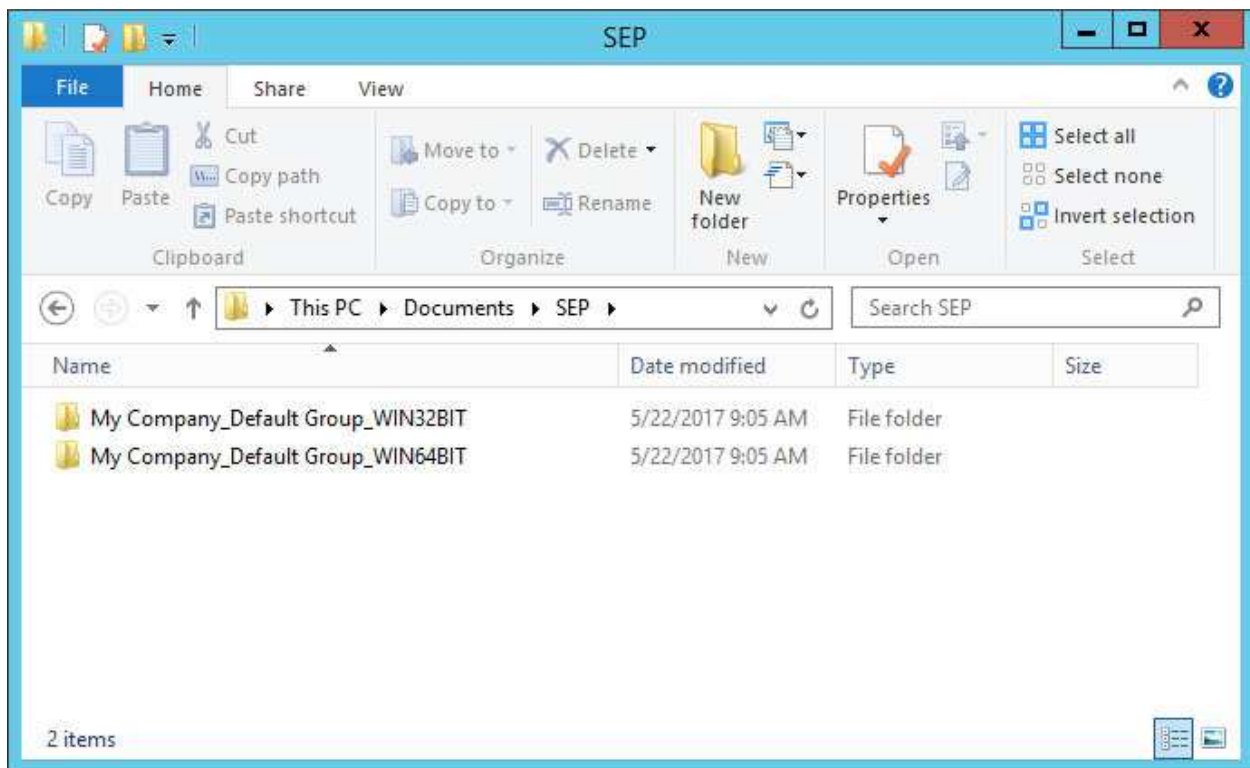 SEP
File Home Share View
Copy
Paste
Cut
Copy path
Paste shortcut
Clipboard
Move to
Copy to
Delete
Rename
Organize
New
folder
New
Properties
Open
Select all
Select none
Invert selection
Select
This PC Documents SEP
Search SEP
Name Date modified Type Size
My Company_Default Group_WIN32BIT 5/22/2017 9:05 AM File folder
My Company_Default Group_WIN64BIT 5/22/2017 9:05 AM File folder
2 items